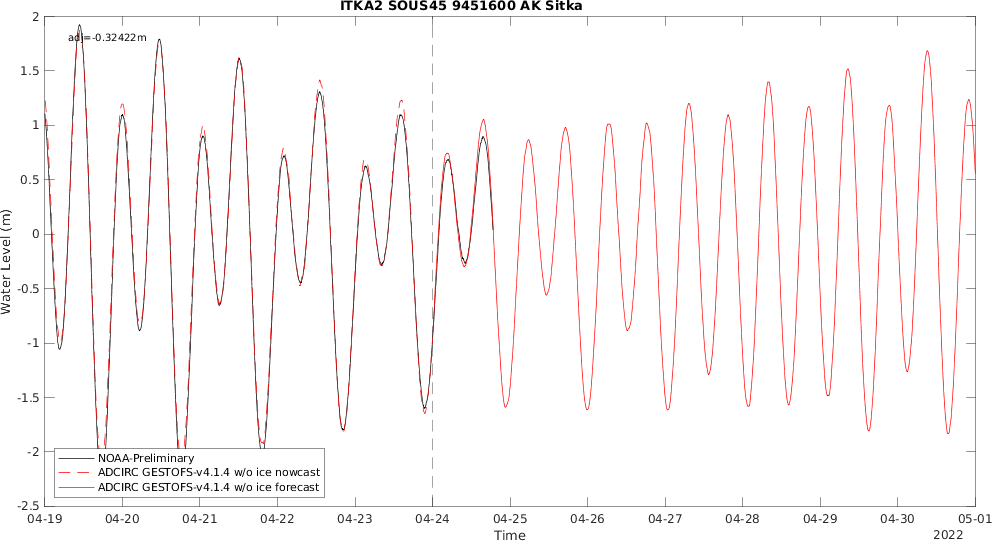 ITKA2 SOUS45 9451600 AK Sitka
adj=-0.32422m
2
1.5
1
0.5
0
-0.5
-1
-1.5
-2
-2.5
Water Level (m)
NOAA-Preliminary
ADCIRC GESTOFS-v4.1.4 w/o ice nowcast
ADCIRC GESTOFS-v4.1.4 w/o ice forecast
04-19 04-20 04-21 04-22 04-23 04-24 04-25 04-26 04-27 04-28 04-29 04-30 05-01
Time
2022